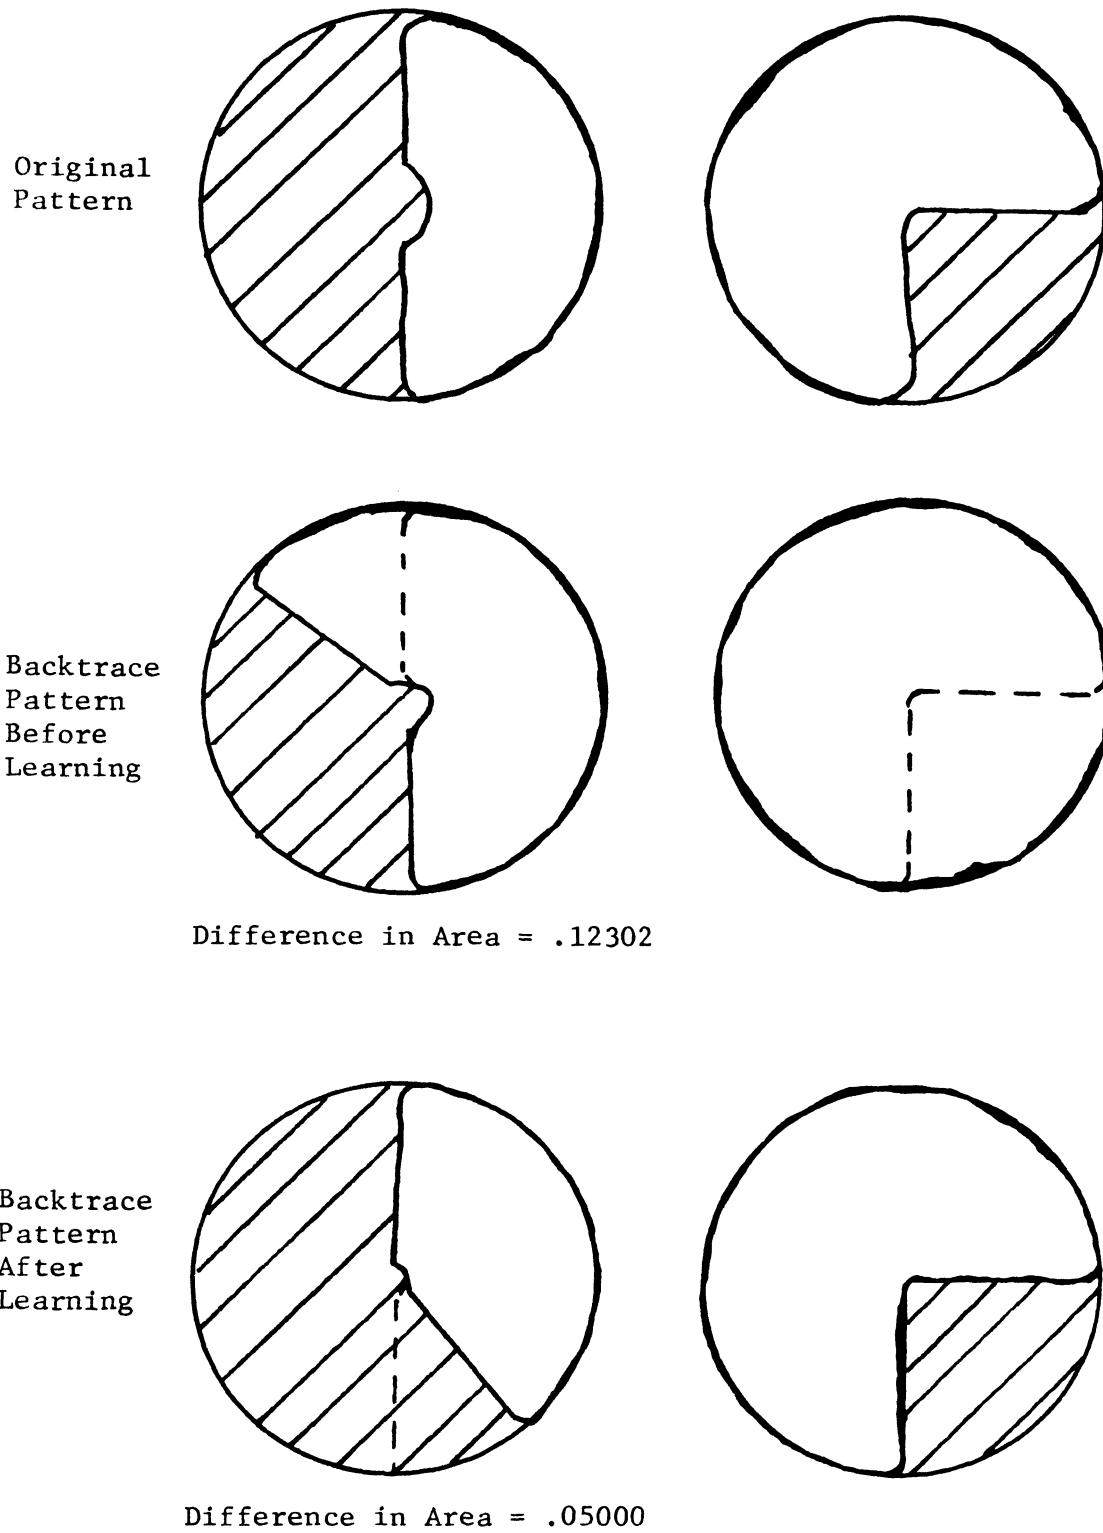 Original
Pattern
Backtrace
Pattern
Before
Learning
Difference in Area = .12302
Backtrace
Pattern
After
Learning
Difference in Area = .05000